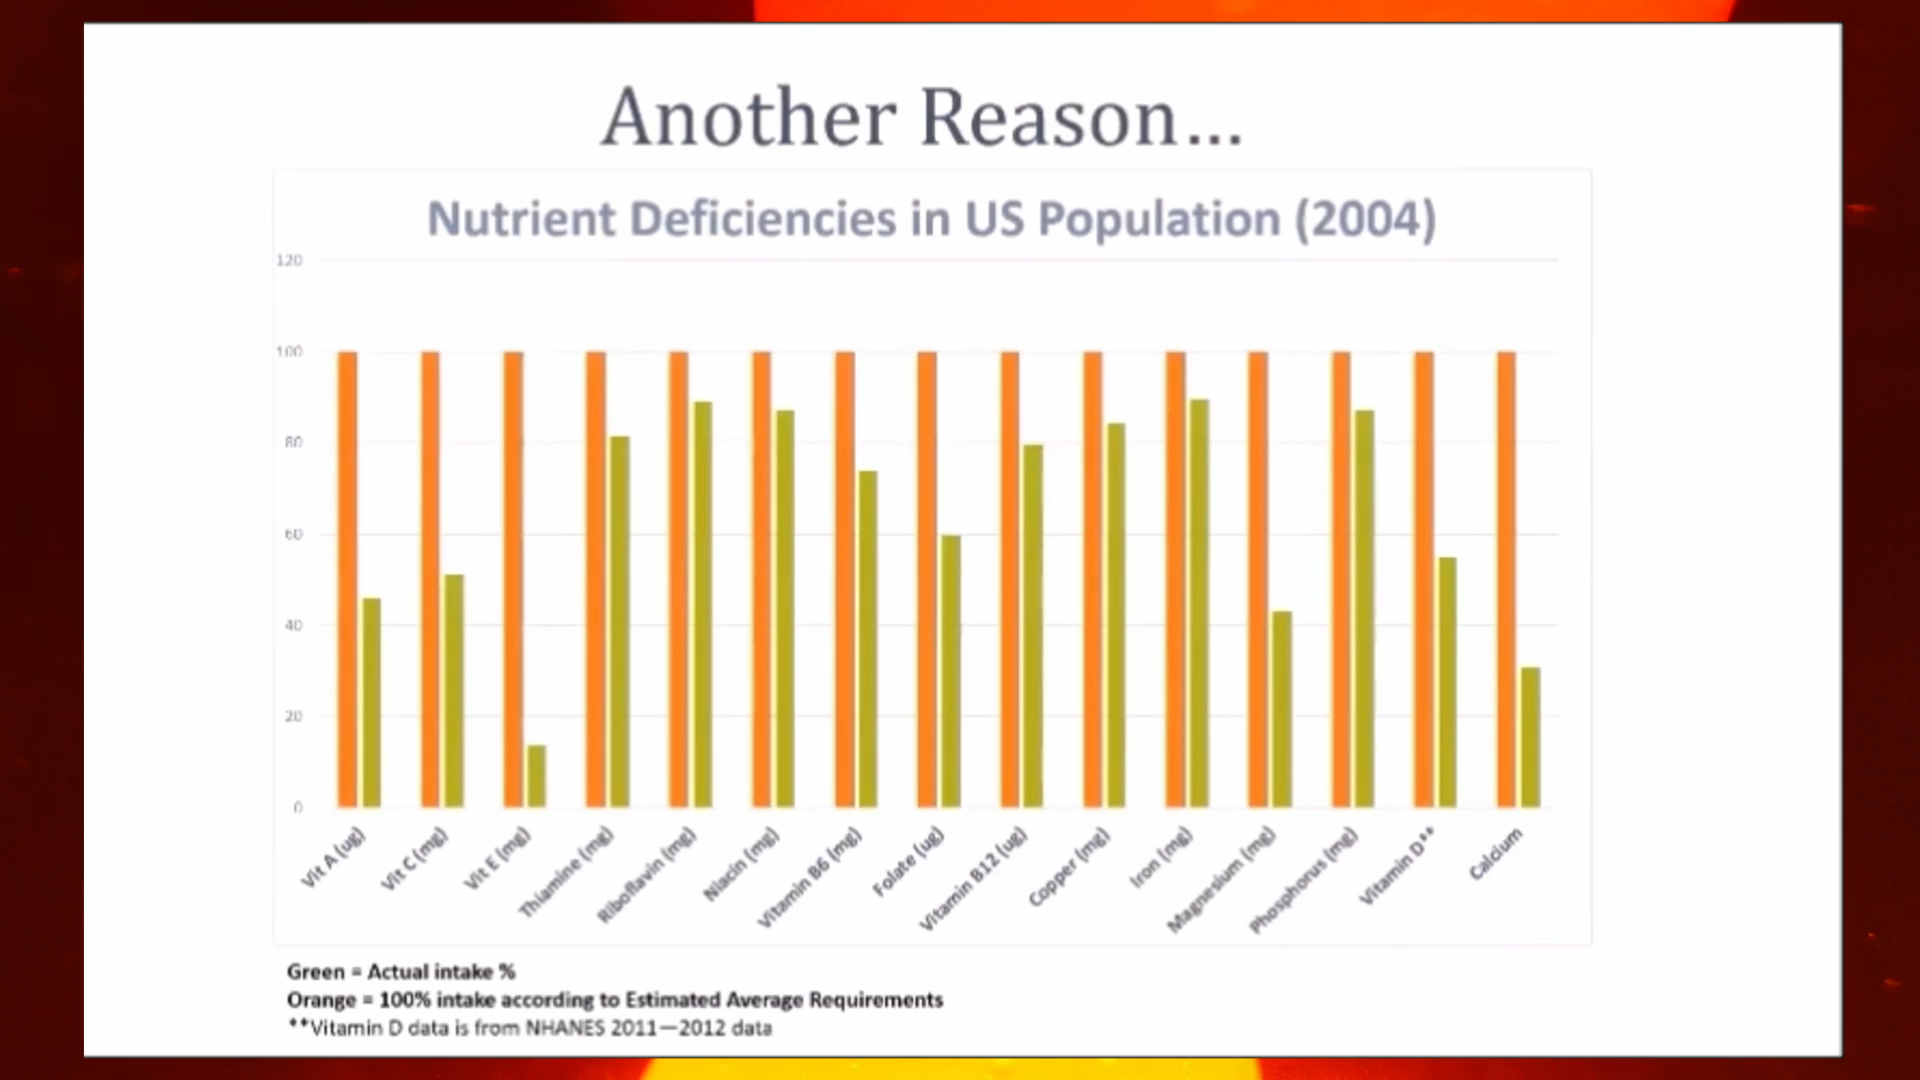 Another Reason...
Nutrient Deficiencies in US Population (2004)
120
100
80
60
40
20
0
Vit A (ug)
Vit C (mg)
Vit E (mg)
Thiamine (mg)
Riboflavin (mg)
Niacin (mg)
Vitamin B6 (mg)
Folate (ug)
Vitamin B12 (ug)
Copper (mg)
Iron (mg)
Magnesium (mg)
Phosphorus (mg)
Vitamin D**
Calcium
Green = Actual intake %
Orange = 100% intake according to Estimated Average Requirements
**Vitamin D data is from NHANES 2011—2012 data